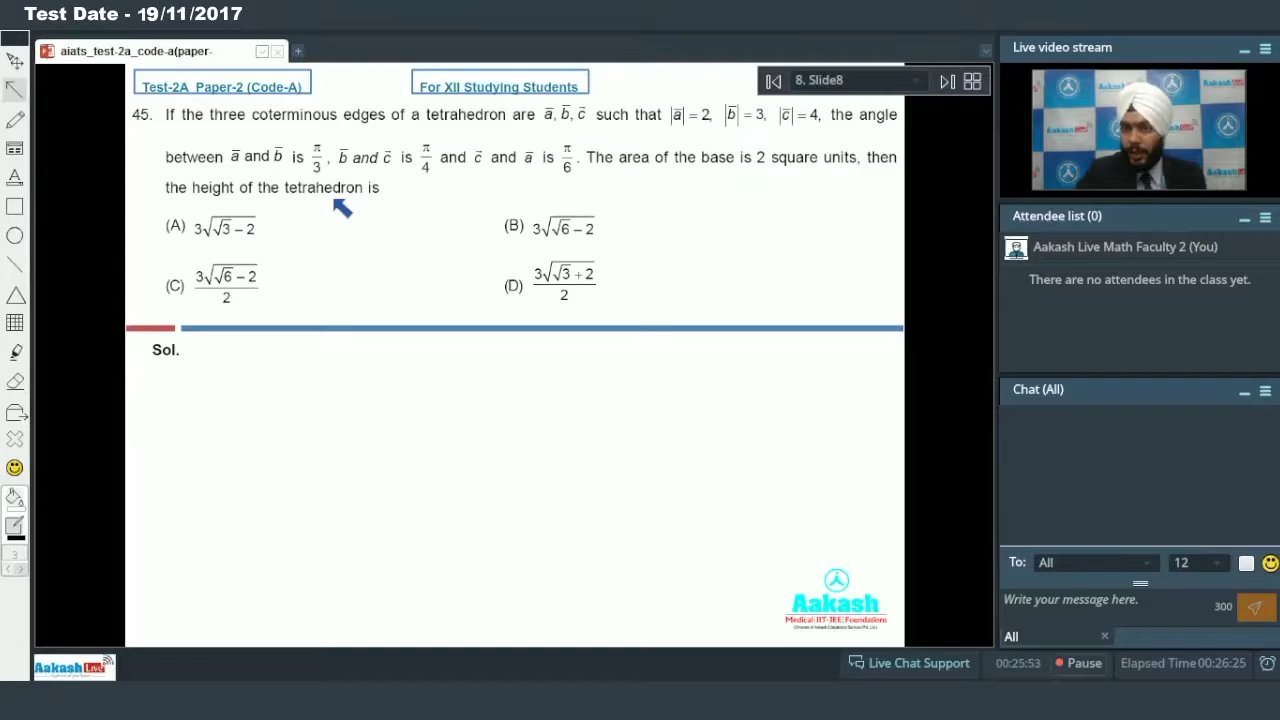 Test Date - 19/11/2017
aiats_test-2a_code-a(paper-
Live video stream
Test-2A_Paper-2 (Code-A)
For XII Studying Students
8. Slide8
45. If the three coterminous edges of a tetrahedron are a̅, b̅, c⃗ such that |a̅| = 2, |b̅| = 3, |c⃗| = 4, the angle
between a̅ and b̅ is π/3, b̅ and c⃗ is π/4 and c⃗ and a̅ is π/6. The area of the base is 2 square units, then
the height of the tetrahedron is
(A) 3√(√3 – 2)
(B) 3√(√6 – 2)
(C) 3√(√6 – 2)/2
(D) 3√(√3 + 2)/2
Sol.
Aakash
Medical|IIT-JEE|Foundations
Attendee list (0)
Aakash Live Math Faculty 2 (You)
There are no attendees in the class yet.
Chat (All)
To: All 12
Write your message here. 300
All
3
Aakash Live
Live Chat Support
00:25:53
Pause
Elapsed Time 00:26:25